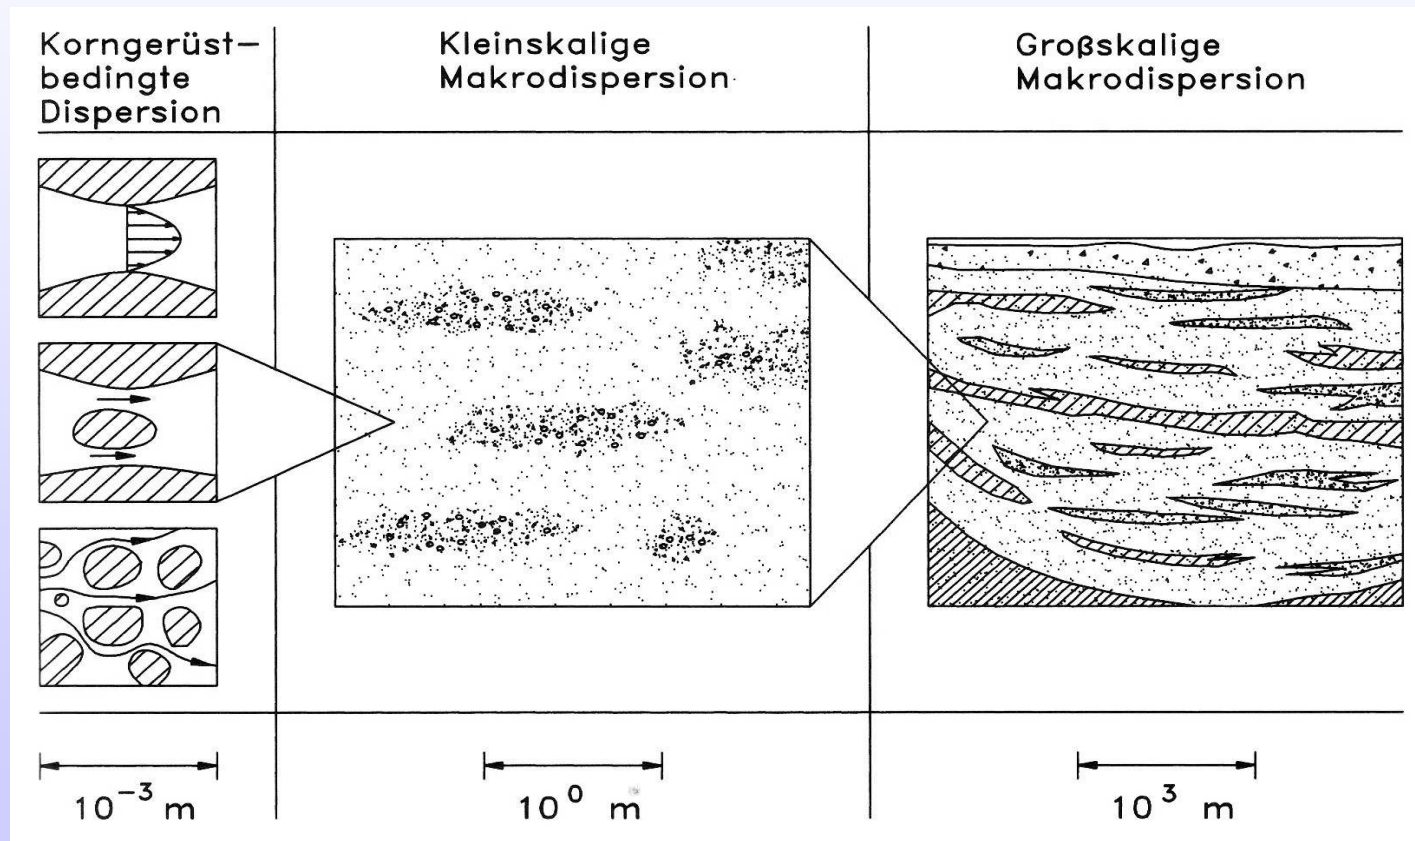 Korngerüst-
bedingte
Dispersion
Kleinskalige
Makrodispersion
Großskalige
Makrodispersion
10⁻³ m
10⁰ m
10³ m